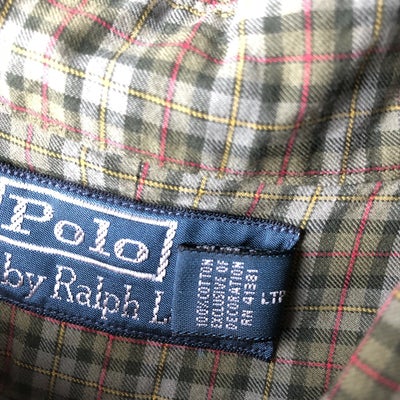 Polo
by Ralph L
100% COTTON
EXCLUSIVE OF
DECORATION
RN 41381
LTP